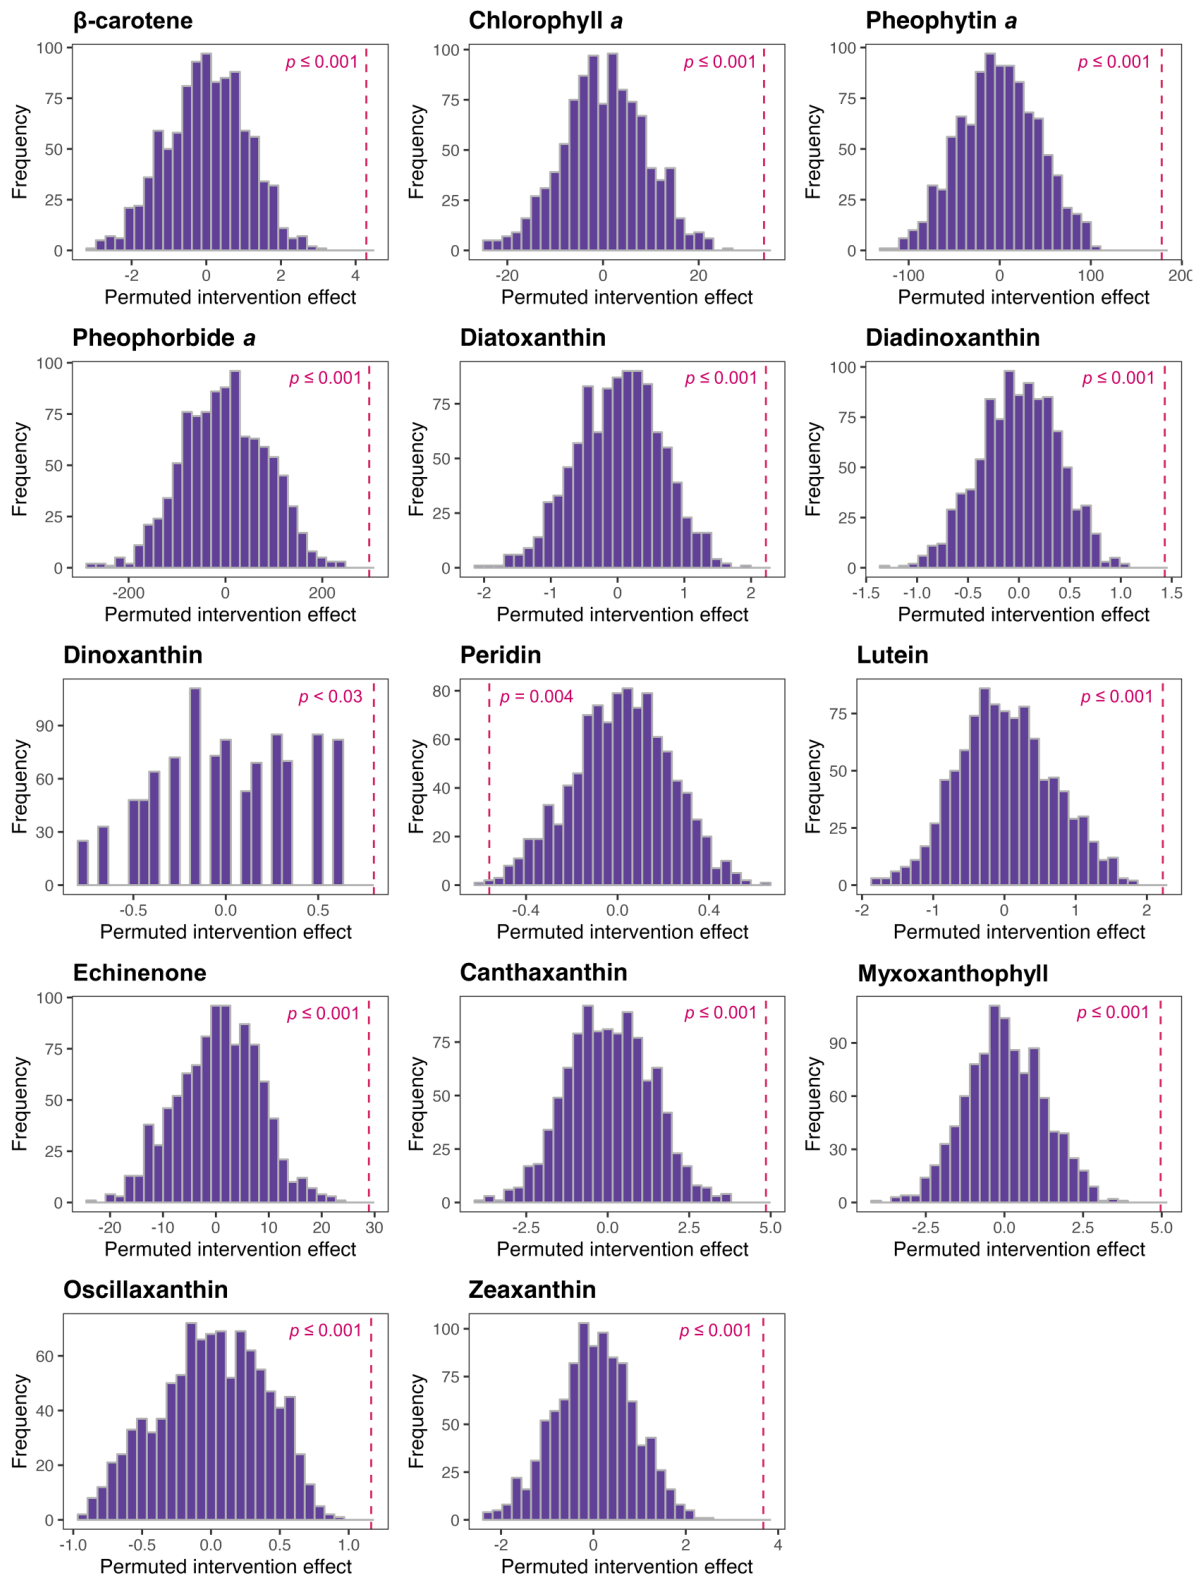 β-carotene
p ≤ 0.001
100
75
50
25
0
Frequency
-2
0
2
4
Permuted intervention effect
Chlorophyll a
p ≤ 0.001
100
75
50
25
0
Frequency
-20
0
20
Permuted intervention effect
Pheophytin a
p ≤ 0.001
100
75
50
25
0
Frequency
-100
0
100
200
Permuted intervention effect
Pheophorbide a
p ≤ 0.001
100
75
50
25
0
Frequency
-200
0
200
Permuted intervention effect
Diatoxanthin
p ≤ 0.001
75
50
25
0
Frequency
-2
-1
0
1
2
Permuted intervention effect
Diadinoxanthin
p ≤ 0.001
100
75
50
25
0
Frequency
-1.5
-1.0
-0.5
0.0
0.5
1.0
1.5
Permuted intervention effect
Dinoxanthin
p < 0.03
90
60
30
0
Frequency
-0.5
0.0
0.5
Permuted intervention effect
Peridin
p = 0.004
80
60
40
20
0
Frequency
-0.4
0.0
0.4
Permuted intervention effect
Lutein
p ≤ 0.001
75
50
25
0
Frequency
-2
-1
0
1
2
Permuted intervention effect
Echinenone
p ≤ 0.001
100
75
50
25
0
Frequency
-20
-10
0
10
20
30
Permuted intervention effect
Canthaxanthin
p ≤ 0.001
75
50
25
0
Frequency
-2.5
0.0
2.5
5.0
Permuted intervention effect
Myxoxanthophyll
p ≤ 0.001
90
60
30
0
Frequency
-2.5
0.0
2.5
5.0
Permuted intervention effect
Oscillaxanthin
p ≤ 0.001
60
40
20
0
Frequency
-1.0
-0.5
0.0
0.5
1.0
Permuted intervention effect
Zeaxanthin
p ≤ 0.001
100
75
50
25
0
Frequency
-2
0
2
4
Permuted intervention effect